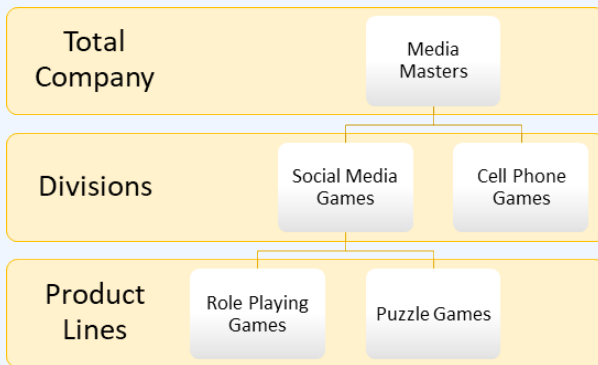 Total
Company
Media
Masters
Divisions
Social Media
Games
Cell Phone
Games
Product
Lines
Role Playing
Games
Puzzle Games